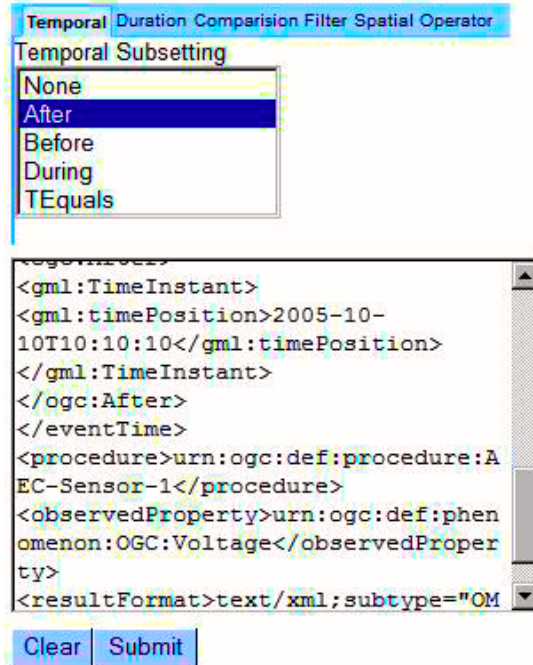 Temporal Duration Comparision Filter Spatial Operator
Temporal Subsetting
None
After
Before
During
TEquals
<ogc:After>
<gml:TimeInstant>
<gml:timePosition>2005-10-
10T10:10:10</gml:timePosition>
</gml:TimeInstant>
</ogc:After>
</eventTime>
<procedure>urn:ogc:def:procedure:A
EC-Sensor-1</procedure>
<observedProperty>urn:ogc:def:phen
omenon:OGC:Voltage</observedProper
ty>
<resultFormat>text/xml;subtype="OM
Clear Submit